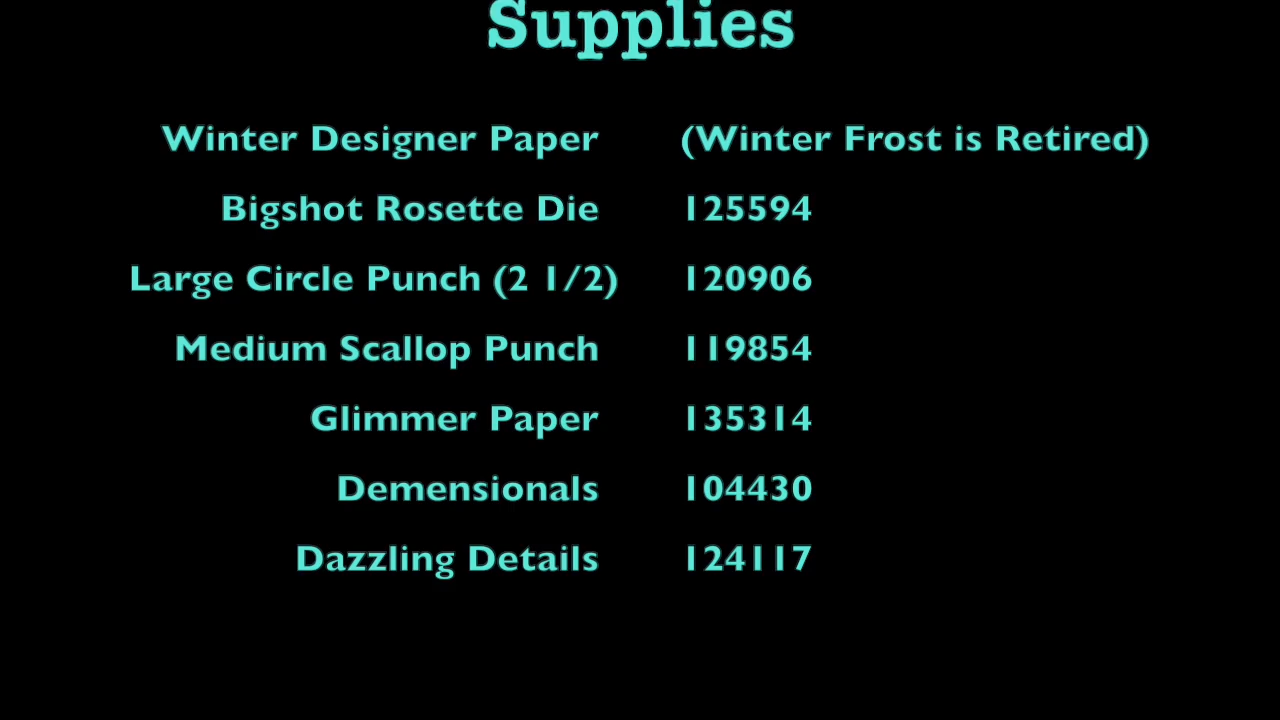 Supplies
Winter Designer Paper (Winter Frost is Retired)
Bigshot Rosette Die 125594
Large Circle Punch (2 1/2) 120906
Medium Scallop Punch 119854
Glimmer Paper 135314
Demensionals 104430
Dazzling Details 124117